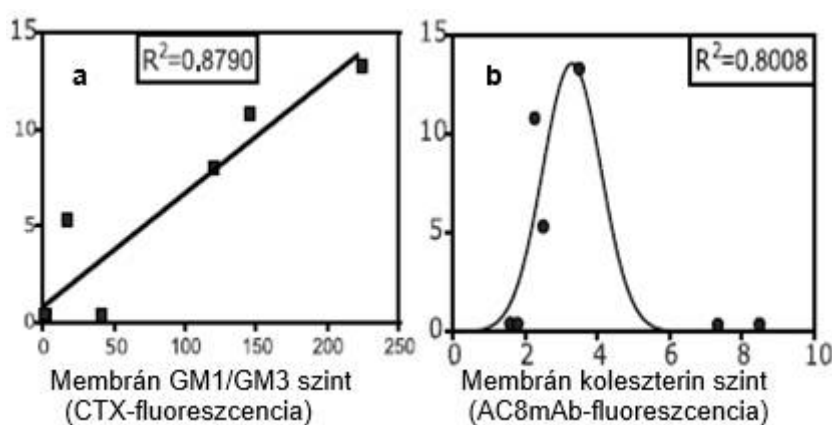 15
10
5
0
a
R²=0.8790
0 50 100 150 200 250
Membrán GM1/GM3 szint
(CTX-fluoreszcencia)
15
10
5
0
b
R²=0.8008
0 2 4 6 8 10
Membrán koleszterin szint
(AC8mAb-fluoreszcencia)